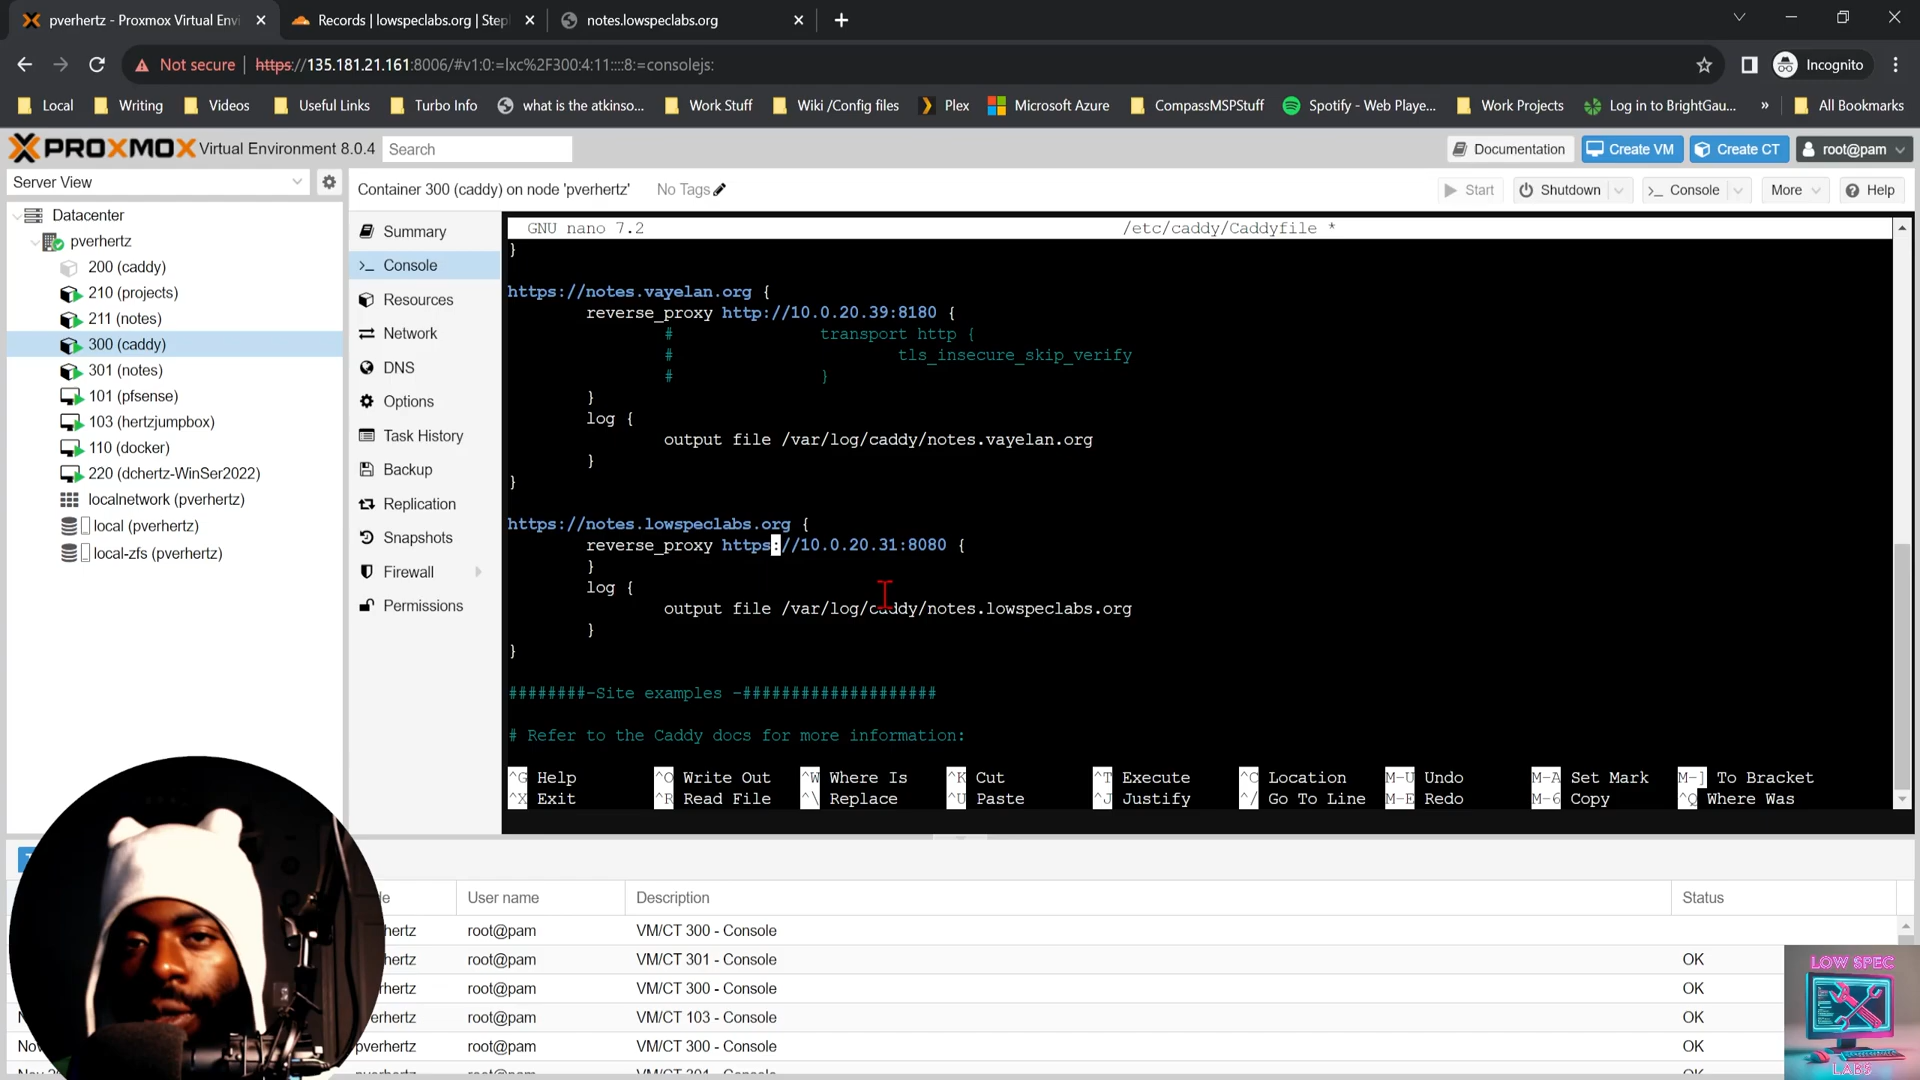 pverhertz - Proxmox Virtual Envi
Records | lowspeclabs.org | Step
notes.lowspeclabs.org
Not secure
https://135.181.21.161:8006/#v1:0:=lxc%2F300:4:11::::8:=consolejs:
Incognito
Local
Writing
Videos
Useful Links
Turbo Info
what is the atkinso...
Work Stuff
Wiki /Config files
Plex
Microsoft Azure
CompassMSPStuff
Spotify - Web Playe...
Work Projects
Log in to BrightGau...
»
All Bookmarks
PROXMOX Virtual Environment 8.0.4
Search
Documentation
Create VM
Create CT
root@pam
Server View
Container 300 (caddy) on node 'pverhertz'
No Tags
Start
Shutdown
Console
More
Help
Datacenter
pverhertz
200 (caddy)
210 (projects)
211 (notes)
300 (caddy)
301 (notes)
101 (pfsense)
103 (hertzjumpbox)
110 (docker)
220 (dchertz-WinSer2022)
localnetwork (pverhertz)
local (pverhertz)
local-zfs (pverhertz)
Summary
Console
Resources
Network
DNS
Options
Task History
Backup
Replication
Snapshots
Firewall
Permissions
GNU nano 7.2 /etc/caddy/Caddyfile *
}
https://notes.vayelan.org {
reverse_proxy http://10.0.20.39:8180 {
# transport http {
# tls_insecure_skip_verify
# }
}
log {
output file /var/log/caddy/notes.vayelan.org
}
}
https://notes.lowspeclabs.org {
reverse_proxy https://10.0.20.31:8080 {
}
log {
output file /var/log/caddy/notes.lowspeclabs.org
}
}
########-Site examples -####################
# Refer to the Caddy docs for more information:
^G Help ^O Write Out ^W Where Is ^K Cut ^T Execute ^C Location M-U Undo M-A Set Mark M-] To Bracket
^X Exit ^R Read File ^\ Replace ^U Paste ^J Justify ^/ Go To Line M-E Redo M-6 Copy ^Q Where Was
User name
Description
Status
hertz root@pam VM/CT 300 - Console
hertz root@pam VM/CT 301 - Console OK
hertz root@pam VM/CT 300 - Console OK
erhertz root@pam VM/CT 103 - Console OK
Nov pverhertz root@pam VM/CT 300 - Console OK
LOW SPEC
LABS